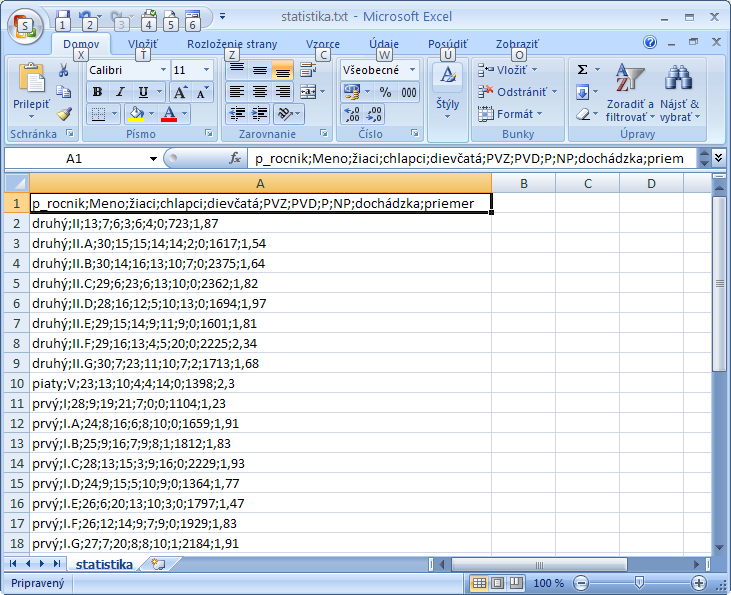 statistika.txt - Microsoft Excel
S
1 2 3 4 5 6
Domov Vložiť Rozloženie strany Vzorce Údaje Posúdiť Zobraziť
X T Z C W U O
Prilepiť
Calibri 11
B I U A A
A
Všeobecné
% 000
,00 ,00
Štýly
Vložiť
Odstrániť
Formát
Σ
Zoradiť a filtrovať
Nájsť & vybrať
Schránka Písmo Zarovnanie Číslo Bunky Úpravy
A1 fx p_rocnik;Meno;žiaci;chlapci;dievčatá;PVZ;PVD;P;NP;dochádzka;priem
A B C D
1 p_rocnik;Meno;žiaci;chlapci;dievčatá;PVZ;PVD;P;NP;dochádzka;priemer
2 druhý;II;13;7;6;3;6;4;0;723;1,87
3 druhý;II.A;30;15;15;14;14;2;0;1617;1,54
4 druhý;II.B;30;14;16;13;10;7;0;2375;1,64
5 druhý;II.C;29;6;23;6;13;10;0;2362;1,82
6 druhý;II.D;28;16;12;5;10;13;0;1694;1,97
7 druhý;II.E;29;15;14;9;11;9;0;1601;1,81
8 druhý;II.F;29;16;13;4;5;20;0;2225;2,34
9 druhý;II.G;30;7;23;11;10;7;2;1713;1,68
10 piaty;V;23;13;10;4;4;14;0;1398;2,3
11 prvý;I;28;9;19;21;7;0;0;1104;1,23
12 prvý;I.A;24;8;16;6;8;10;0;1659;1,91
13 prvý;I.B;25;9;16;7;9;8;1;1812;1,83
14 prvý;I.C;28;13;15;3;9;16;0;2229;1,93
15 prvý;I.D;24;9;15;5;10;9;0;1364;1,77
16 prvý;I.E;26;6;20;13;10;3;0;1797;1,47
17 prvý;I.F;26;12;14;9;7;9;0;1929;1,83
18 prvý;I.G;27;7;20;8;8;10;1;2184;1,91
statistika
Pripravený 100 %